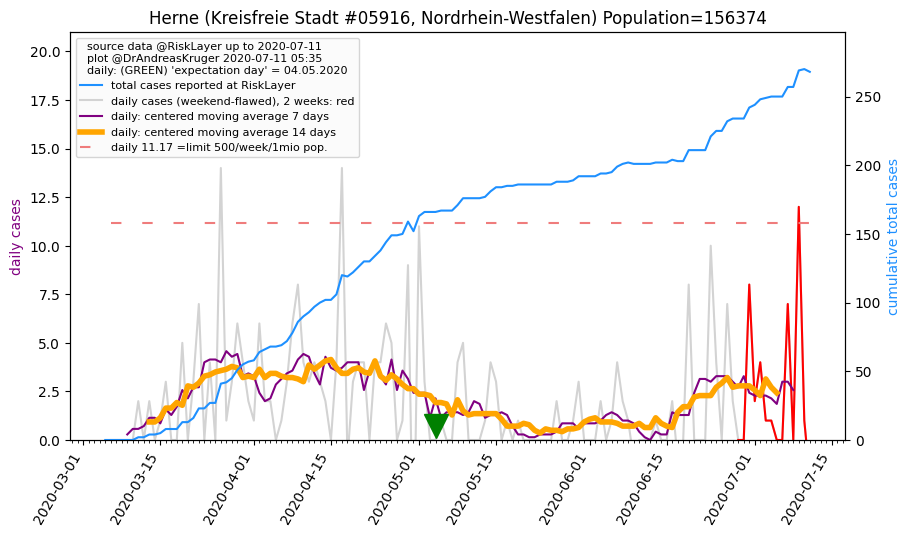 Herne (Kreisfreie Stadt #05916, Nordrhein-Westfalen) Population=156374
source data @RiskLayer up to 2020-07-11
plot @DrAndreasKruger 2020-07-11 05:35
daily: (GREEN) 'expectation day' = 04.05.2020
total cases reported at RiskLayer
daily cases (weekend-flawed), 2 weeks: red
daily: centered moving average 7 days
daily: centered moving average 14 days
daily 11.17 =limit 500/week/1mio pop.
daily cases
20.0
17.5
15.0
12.5
10.0
7.5
5.0
2.5
0.0
250
200
150
100
50
0
cumulative total cases
2020-03-01
2020-03-15
2020-04-01
2020-04-15
2020-05-01
2020-05-15
2020-06-01
2020-06-15
2020-07-01
2020-07-15